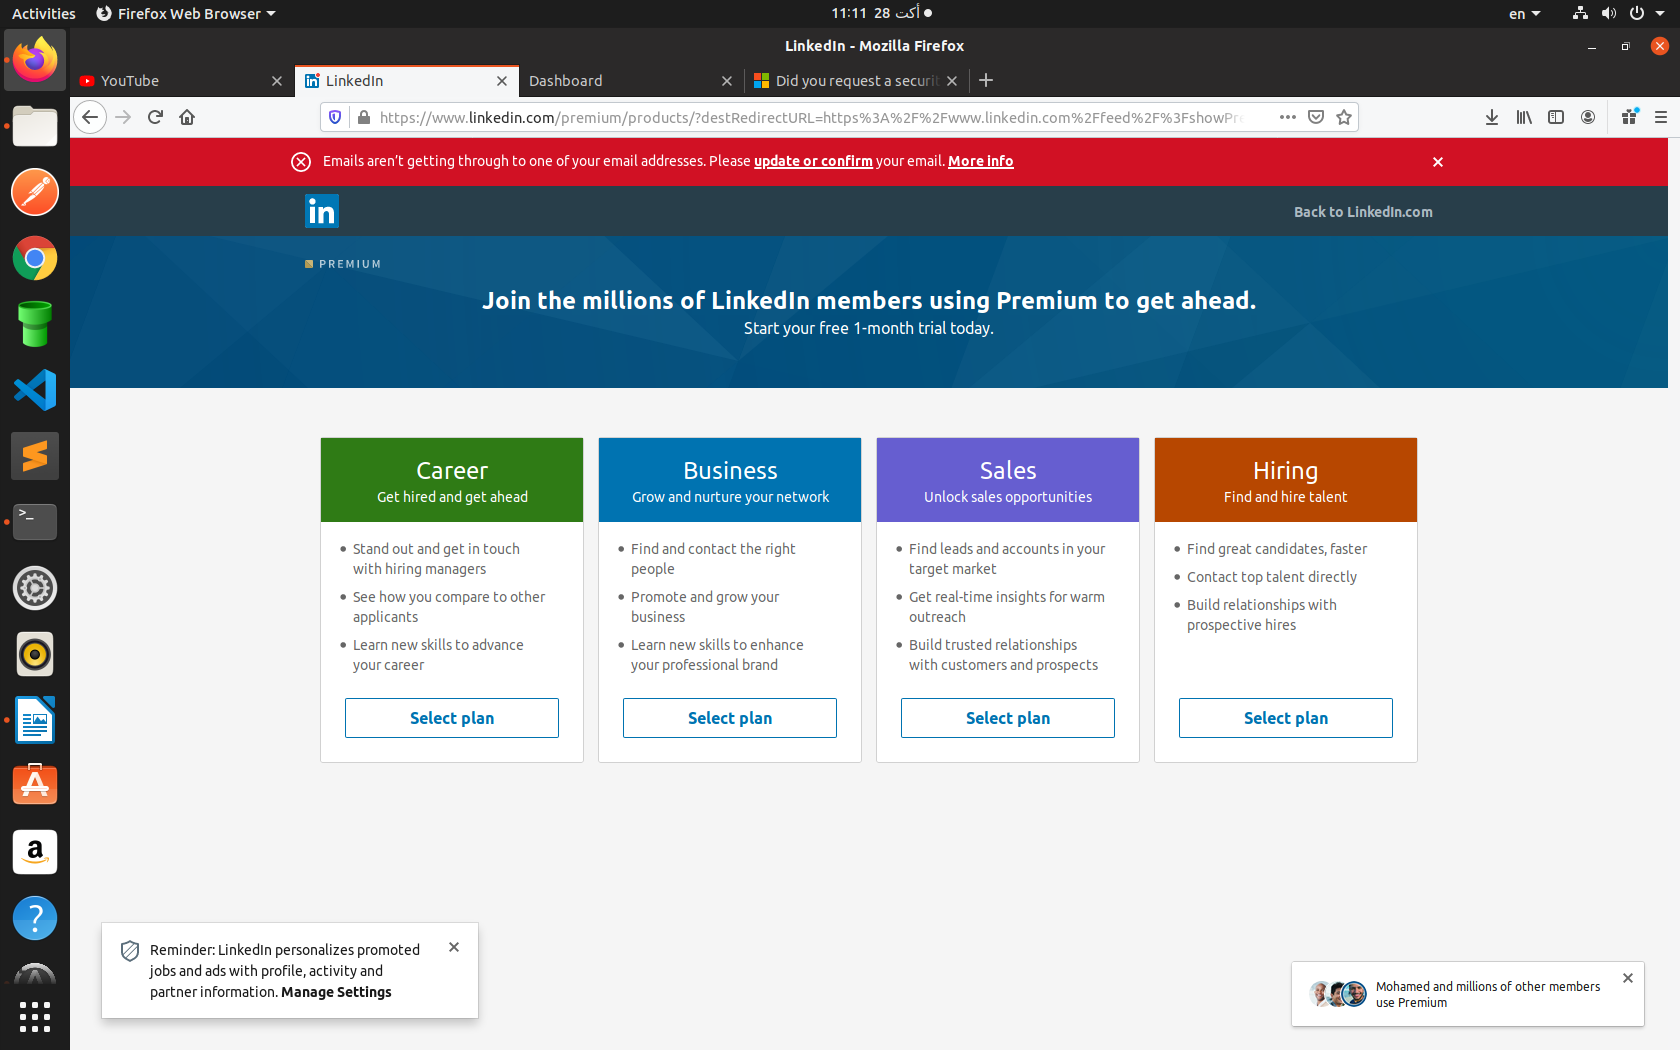 Activities
Firefox Web Browser
11:11 28 أكت
en
LinkedIn - Mozilla Firefox
YouTube
LinkedIn
Dashboard
Did you request a securit
https://www.linkedin.com/premium/products/?destRedirectURL=https%3A%2F%2Fwww.linkedin.com%2Ffeed%2F%3FshowPre
Emails aren't getting through to one of your email addresses. Please update or confirm your email. More info
in
Back to LinkedIn.com
PREMIUM
Join the millions of LinkedIn members using Premium to get ahead.
Start your free 1-month trial today.
Career
Get hired and get ahead
• Stand out and get in touch
with hiring managers
• See how you compare to other
applicants
• Learn new skills to advance
your career
Select plan
Business
Grow and nurture your network
• Find and contact the right
people
• Promote and grow your
business
• Learn new skills to enhance
your professional brand
Select plan
Sales
Unlock sales opportunities
• Find leads and accounts in your
target market
• Get real-time insights for warm
outreach
• Build trusted relationships
with customers and prospects
Select plan
Hiring
Find and hire talent
• Find great candidates, faster
• Contact top talent directly
• Build relationships with
prospective hires
Select plan
Reminder: LinkedIn personalizes promoted
jobs and ads with profile, activity and
partner information. Manage Settings
Mohamed and millions of other members
use Premium